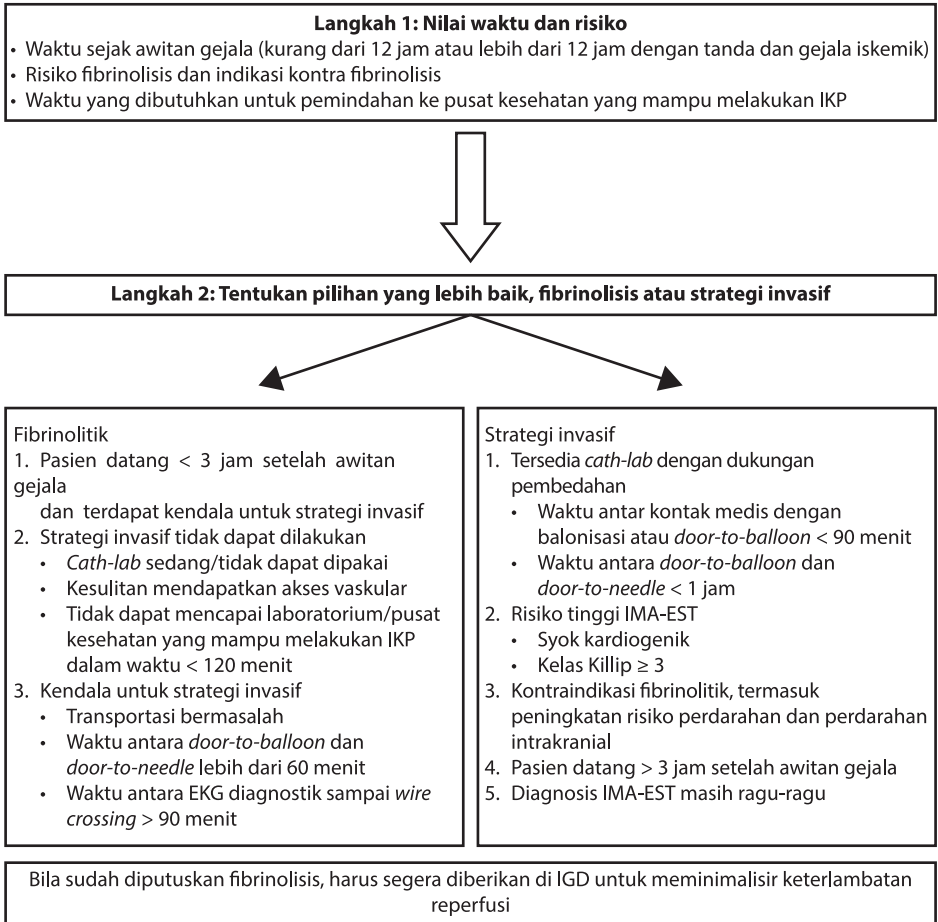 Langkah 1: Nilai waktu dan risiko
• Waktu sejak awitan gejala (kurang dari 12 jam atau lebih dari 12 jam dengan tanda dan gejala iskemik)
• Risiko fibrinolisis dan indikasi kontra fibrinolisis
• Waktu yang dibutuhkan untuk pemindahan ke pusat kesehatan yang mampu melakukan IKP
Langkah 2: Tentukan pilihan yang lebih baik, fibrinolisis atau strategi invasif
Fibrinolitik
1. Pasien datang < 3 jam setelah awitan
gejala
dan terdapat kendala untuk strategi invasif
2. Strategi invasif tidak dapat dilakukan
• Cath-lab sedang/tidak dapat dipakai
• Kesulitan mendapatkan akses vaskular
• Tidak dapat mencapai laboratorium/pusat
kesehatan yang mampu melakukan IKP
dalam waktu < 120 menit
3. Kendala untuk strategi invasif
• Transportasi bermasalah
• Waktu antara door-to-balloon dan
door-to-needle lebih dari 60 menit
• Waktu antara EKG diagnostik sampai wire
crossing > 90 menit
Strategi invasif
1. Tersedia cath-lab dengan dukungan
pembedahan
• Waktu antar kontak medis dengan
balonisasi atau door-to-balloon < 90 menit
• Waktu antara door-to-balloon dan
door-to-needle < 1 jam
2. Risiko tinggi IMA-EST
• Syok kardiogenik
• Kelas Killip ≥ 3
3. Kontraindikasi fibrinolitik, termasuk
peningkatan risiko perdarahan dan perdarahan
intrakranial
4. Pasien datang > 3 jam setelah awitan gejala
5. Diagnosis IMA-EST masih ragu-ragu
Bila sudah diputuskan fibrinolisis, harus segera diberikan di IGD untuk meminimalisir keterlambatan
reperfusi